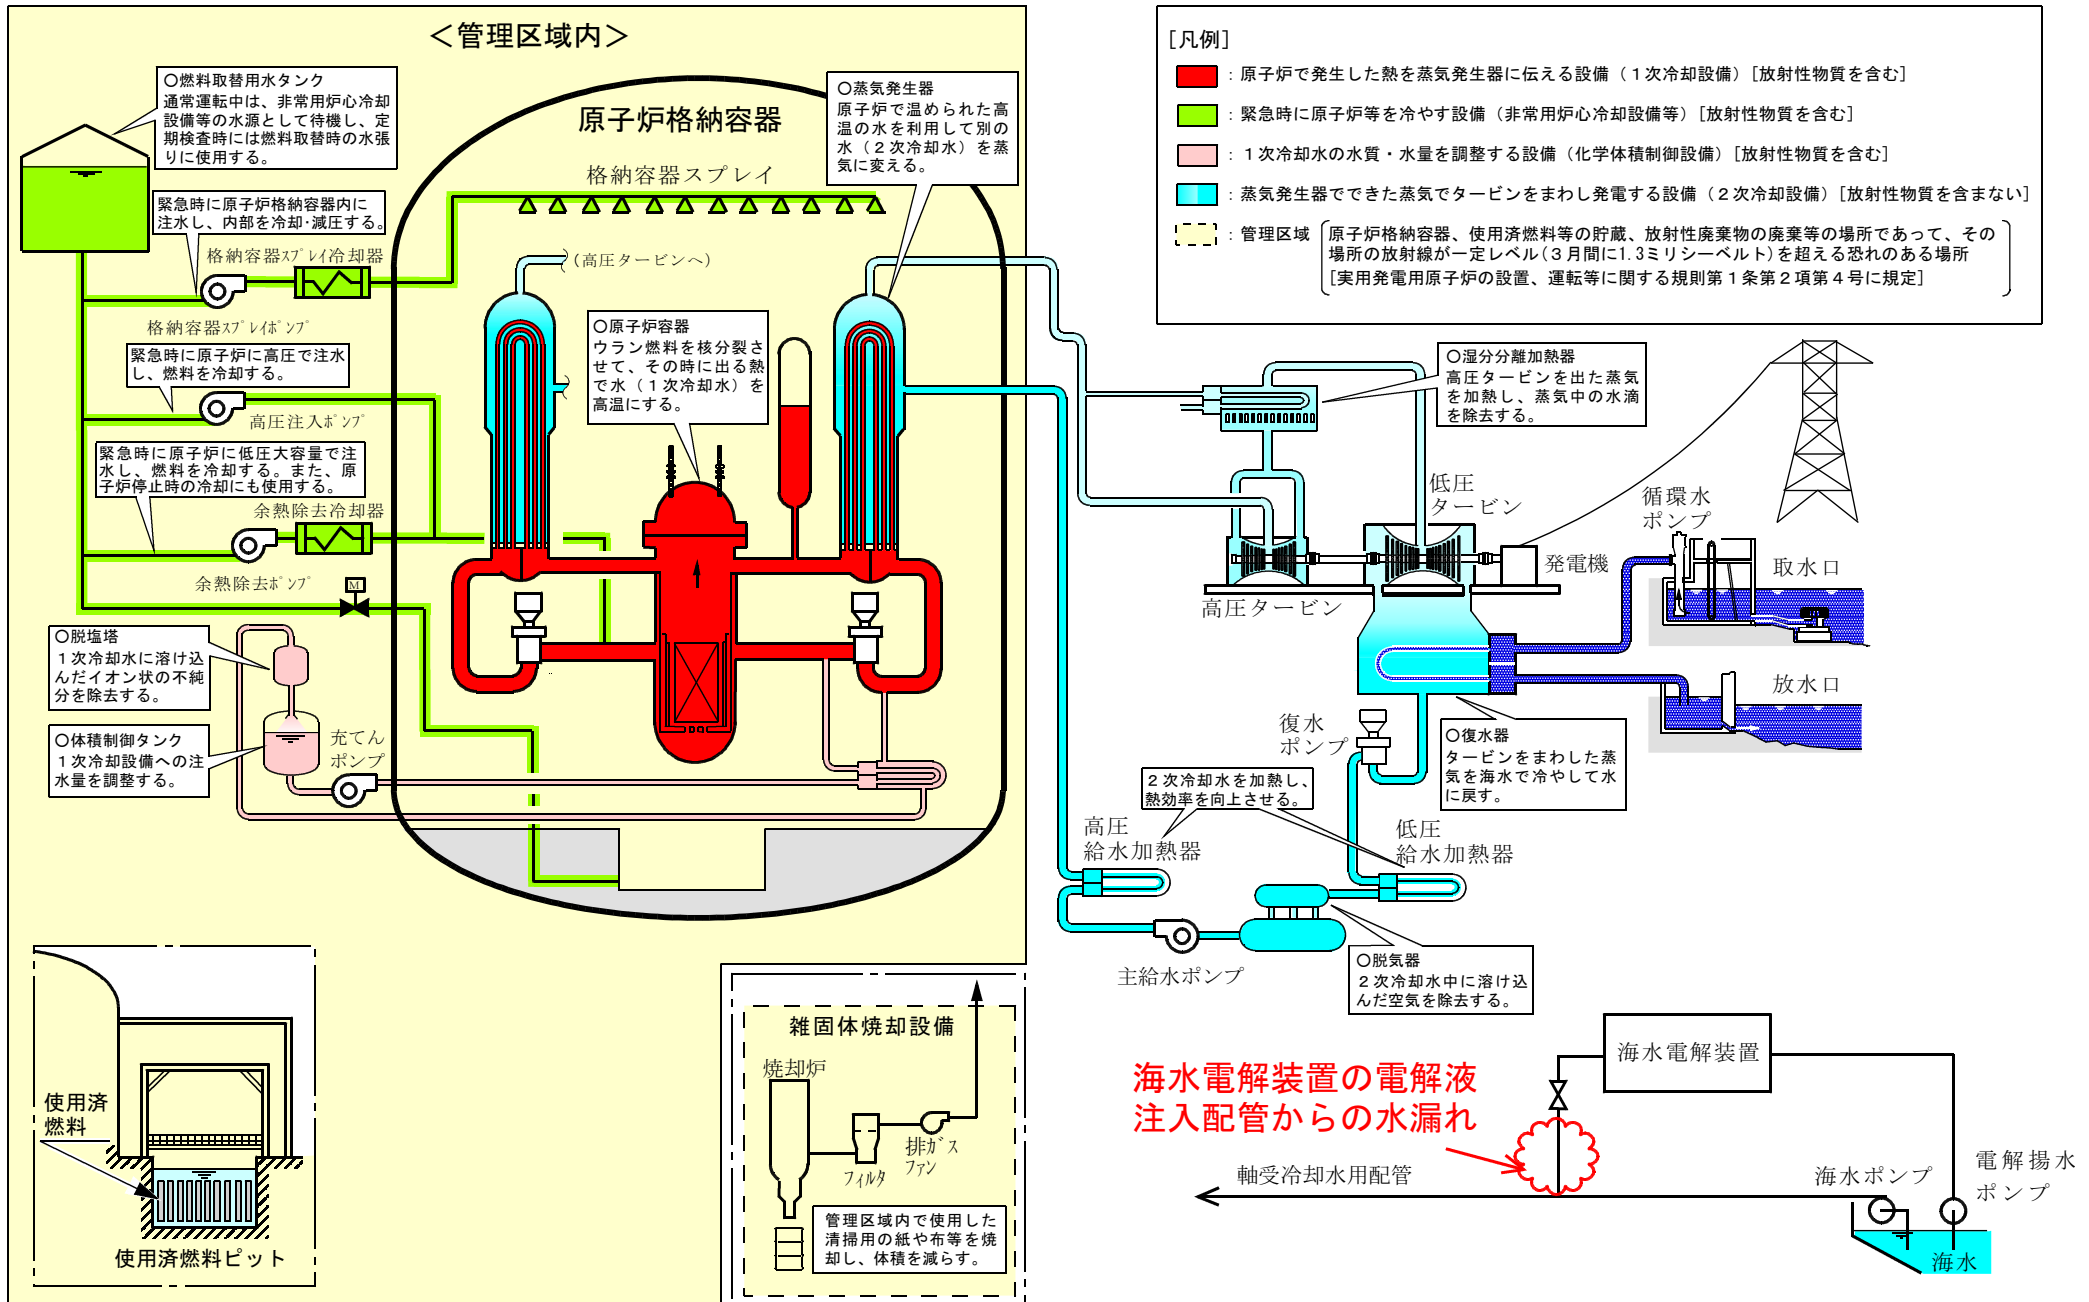 ＜管理区域内＞
○燃料取替用水タンク
通常運転中は、非常用炉心冷却
設備等の水源として待機し、定
期検査時には燃料取替時の水張
りに使用する。
緊急時に原子炉格納容器内に
注水し、内部を冷却･減圧する。
格納容器ｽﾌﾟﾚｲ冷却器
格納容器ｽﾌﾟﾚｲﾎﾟﾝﾌﾟ
緊急時に原子炉に高圧で注水
し、燃料を冷却する。
高圧注入ﾎﾟﾝﾌﾟ
緊急時に原子炉に低圧大容量で注
水し、燃料を冷却する。また、原
子炉停止時の冷却にも使用する。
余熱除去冷却器
余熱除去ﾎﾟﾝﾌﾟ
M
○脱塩塔
１次冷却水に溶け込
んだイオン状の不純
分を除去する。
○体積制御タンク
１次冷却設備への注
水量を調整する。
充てん
ポンプ
原子炉格納容器
格納容器スプレイ
(高圧タービンへ)
○蒸気発生器
原子炉で温められた高
温の水を利用して別の
水（２次冷却水）を蒸
気に変える。
○原子炉容器
ウラン燃料を核分裂さ
せて、その時に出る熱
で水（１次冷却水）を
高温にする。
[凡例]
：原子炉で発生した熱を蒸気発生器に伝える設備（１次冷却設備）[放射性物質を含む]
：緊急時に原子炉等を冷やす設備（非常用炉心冷却設備等）[放射性物質を含む]
：１次冷却水の水質・水量を調整する設備（化学体積制御設備）[放射性物質を含む]
：蒸気発生器でできた蒸気でタービンをまわし発電する設備（２次冷却設備）[放射性物質を含まない]
：管理区域
原子炉格納容器、使用済燃料等の貯蔵、放射性廃棄物の廃棄等の場所であって、その
場所の放射線が一定レベル(３月間に1.3ミリシーベルト)を超える恐れのある場所
[実用発電用原子炉の設置、運転等に関する規則第１条第２項第４号に規定]
○湿分分離加熱器
高圧タービンを出た蒸気
を加熱し、蒸気中の水滴
を除去する。
低圧
タービン
高圧タービン
発電機
循環水
ポンプ
取水口
放水口
復水
ポンプ
○復水器
タービンをまわした蒸
気を海水で冷やして水
に戻す。
２次冷却水を加熱し、
熱効率を向上させる。
高圧
給水加熱器
低圧
給水加熱器
主給水ポンプ
○脱気器
２次冷却水中に溶け込
んだ空気を除去する。
使用済
燃料
使用済燃料ピット
雑固体焼却設備
焼却炉
フィルタ
排ｶﾞｽ
ファン
管理区域内で使用した
清掃用の紙や布等を焼
却し、体積を減らす。
海水電解装置の電解液
注入配管からの水漏れ
海水電解装置
軸受冷却水用配管
海水ポンプ
電解揚水
ポンプ
海水